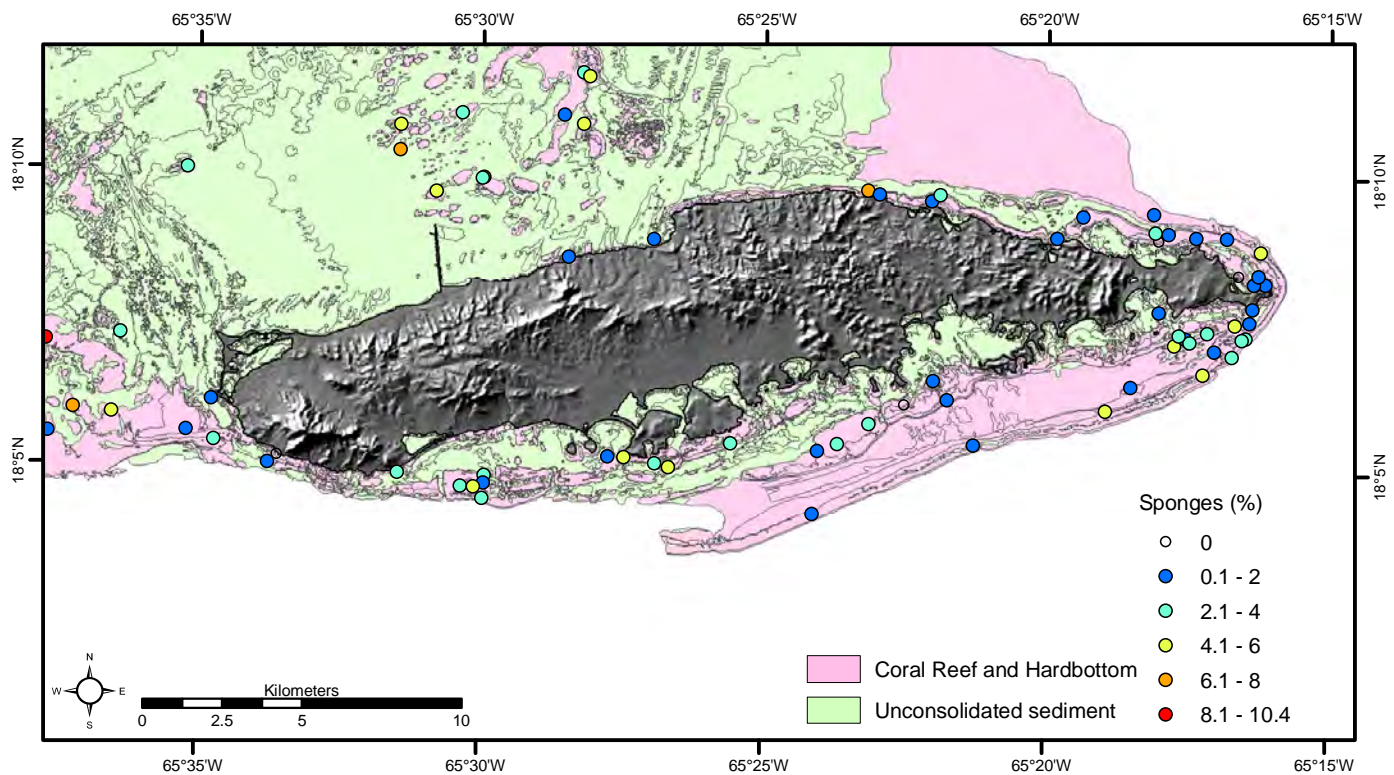 65°35'W 65°30'W 65°25'W 65°20'W 65°15'W
18°10'N
18°10'N
18°5'N
18°5'N
Sponges (%)
0
0.1 - 2
2.1 - 4
4.1 - 6
6.1 - 8
8.1 - 10.4
Coral Reef and Hardbottom
Unconsolidated sediment
N
W E
S
Kilometers
0 2.5 5 10
65°35'W 65°30'W 65°25'W 65°20'W 65°15'W